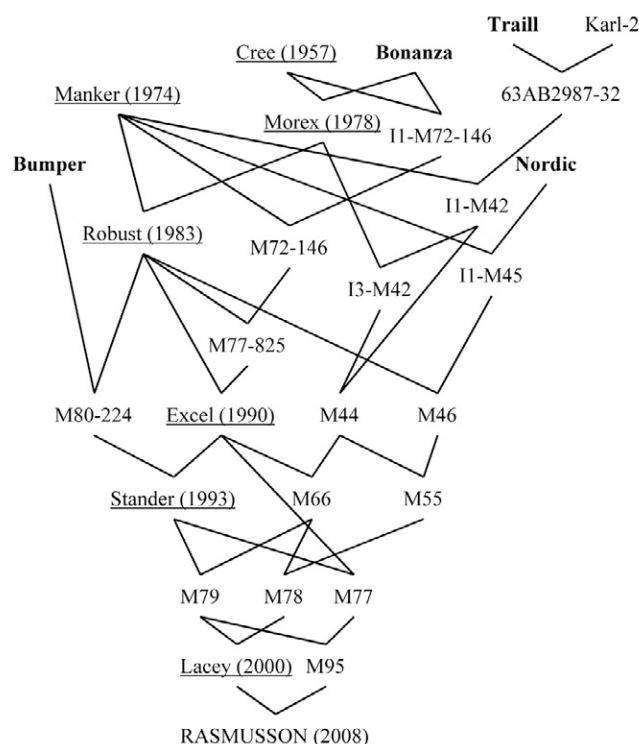 Traill Karl-2
Cree (1957) Bonanza
Manker (1974) 63AB2987-32
Morex (1978) I1-M72-146
Bumper Nordic
I1-M42
Robust (1983) M72-146
I3-M42 I1-M45
M77-825
M80-224 Excel (1990) M44 M46
Stander (1993) M66 M55
M79 M78 M77
Lacey (2000) M95
RASMUSSON (2008)